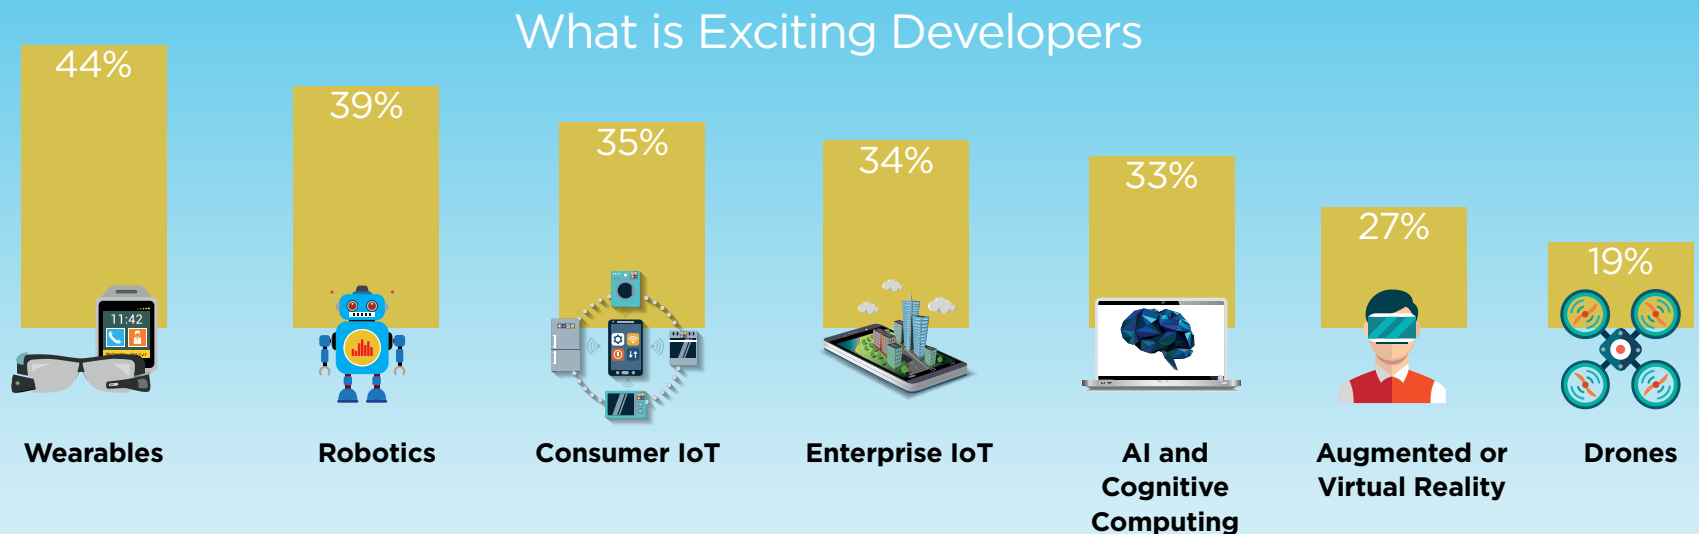 What is Exciting Developers
44%
39%
35%
34%
33%
27%
19%
11:42
Wearables
Robotics
Consumer IoT
Enterprise IoT
AI and
Cognitive
Computing
Augmented or
Virtual Reality
Drones